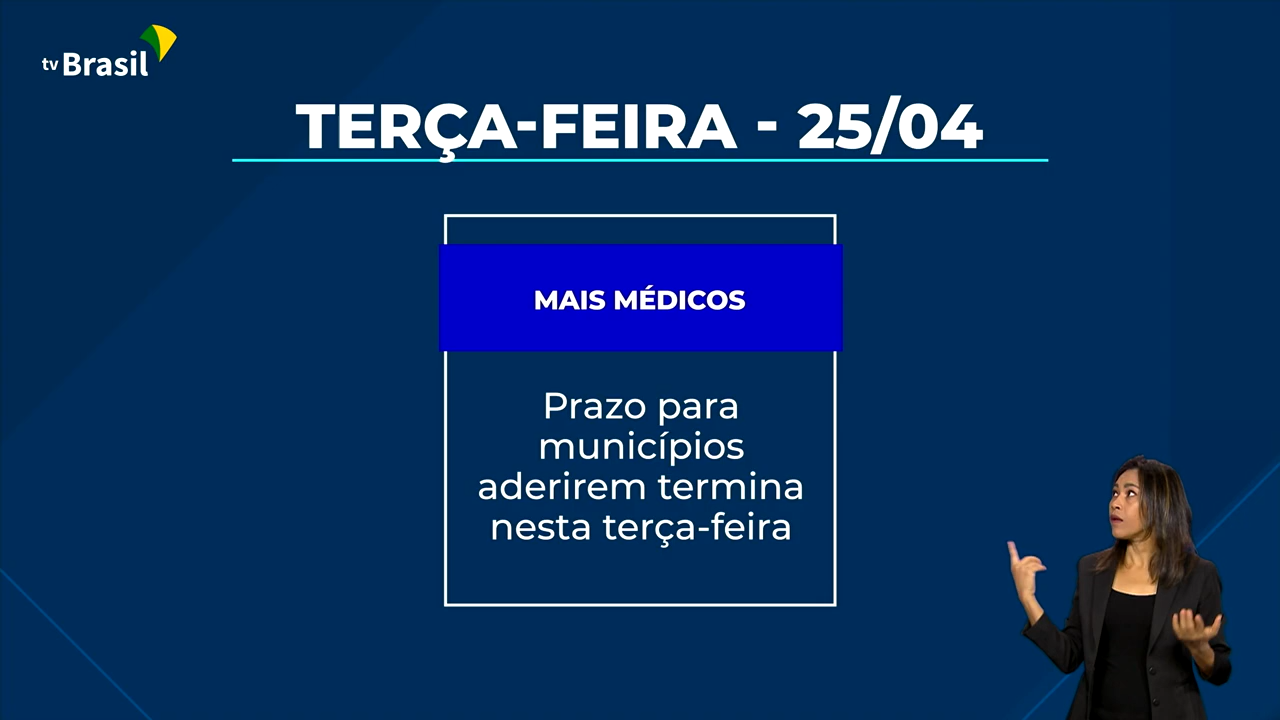 tv Brasil
TERÇA-FEIRA - 25/04
MAIS MÉDICOS
Prazo para
municípios
aderirem termina
nesta terça-feira